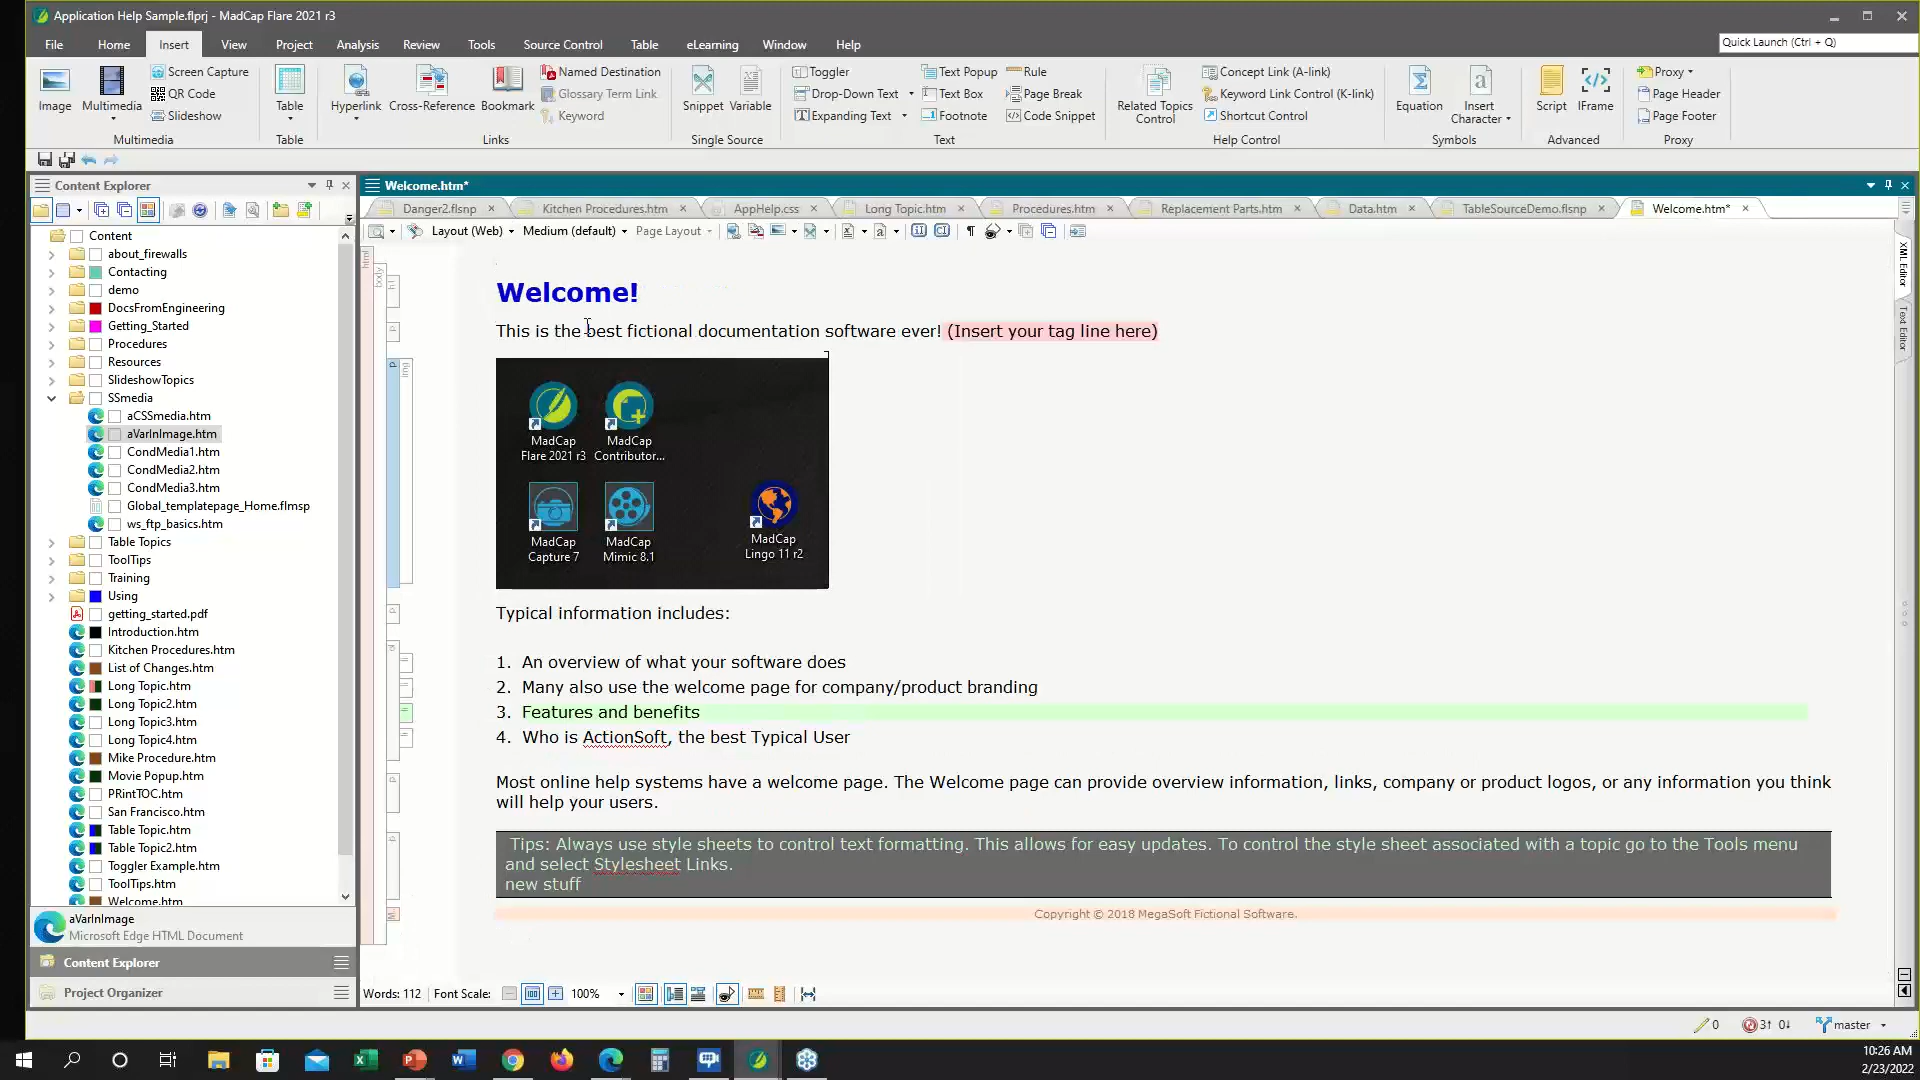 Application Help Sample.flprj - MadCap Flare 2021 r3
File Home Insert View Project Analysis Review Tools Source Control Table eLearning Window Help
Quick Launch (Ctrl + Q)
Image
Multimedia
Screen Capture
QR Code
Slideshow
Multimedia
Table
Table
Hyperlink
Cross-Reference
Bookmark
Named Destination
Glossary Term Link
Keyword
Links
Snippet
Variable
Single Source
Toggler
Drop-Down Text
Expanding Text
Text Popup
Text Box
Footnote
Rule
Page Break
Code Snippet
Text
Related Topics
Control
Concept Link (A-link)
Keyword Link Control (K-link)
Shortcut Control
Help Control
Equation
Insert
Character
Symbols
Script
IFrame
Advanced
Proxy
Page Header
Page Footer
Proxy
Content Explorer
Content
about_firewalls
Contacting
demo
DocsFromEngineering
Getting_Started
Procedures
Resources
SlideshowTopics
SSmedia
aCSSmedia.htm
aVarInImage.htm
CondMedia1.htm
CondMedia2.htm
CondMedia3.htm
Global_templatepage_Home.flmsp
ws_ftp_basics.htm
Table Topics
ToolTips
Training
Using
getting_started.pdf
Introduction.htm
Kitchen Procedures.htm
List of Changes.htm
Long Topic.htm
Long Topic2.htm
Long Topic3.htm
Long Topic4.htm
Mike Procedure.htm
Movie Popup.htm
PRintTOC.htm
San Francisco.htm
Table Topic.htm
Table Topic2.htm
Toggler Example.htm
ToolTips.htm
Welcome.htm
aVarInImage
Microsoft Edge HTML Document
Content Explorer
Project Organizer
Welcome.htm*
Danger2.flsnp Kitchen Procedures.htm AppHelp.css Long Topic.htm Procedures.htm Replacement Parts.htm Data.htm TableSourceDemo.flsnp Welcome.htm*
Layout (Web) Medium (default) Page Layout
html
body
h1
p
p
img
XML Editor
Text Editor
Welcome!
This is the best fictional documentation software ever! (Insert your tag line here)
MadCap
Flare 2021 r3
MadCap
Contributor...
MadCap
Capture 7
MadCap
Mimic 8.1
MadCap
Lingo 11 r2
Typical information includes:
1. An overview of what your software does
2. Many also use the welcome page for company/product branding
3. Features and benefits
4. Who is ActionSoft, the best Typical User
Most online help systems have a welcome page. The Welcome page can provide overview information, links, company or product logos, or any information you think
will help your users.
Tips: Always use style sheets to control text formatting. This allows for easy updates. To control the style sheet associated with a topic go to the Tools menu
and select Stylesheet Links.
new stuff
Copyright © 2018 MegaSoft Fictional Software.
Words: 112 Font Scale: 100%
0 3↑ 0↓ master
10:26 AM
2/23/2022